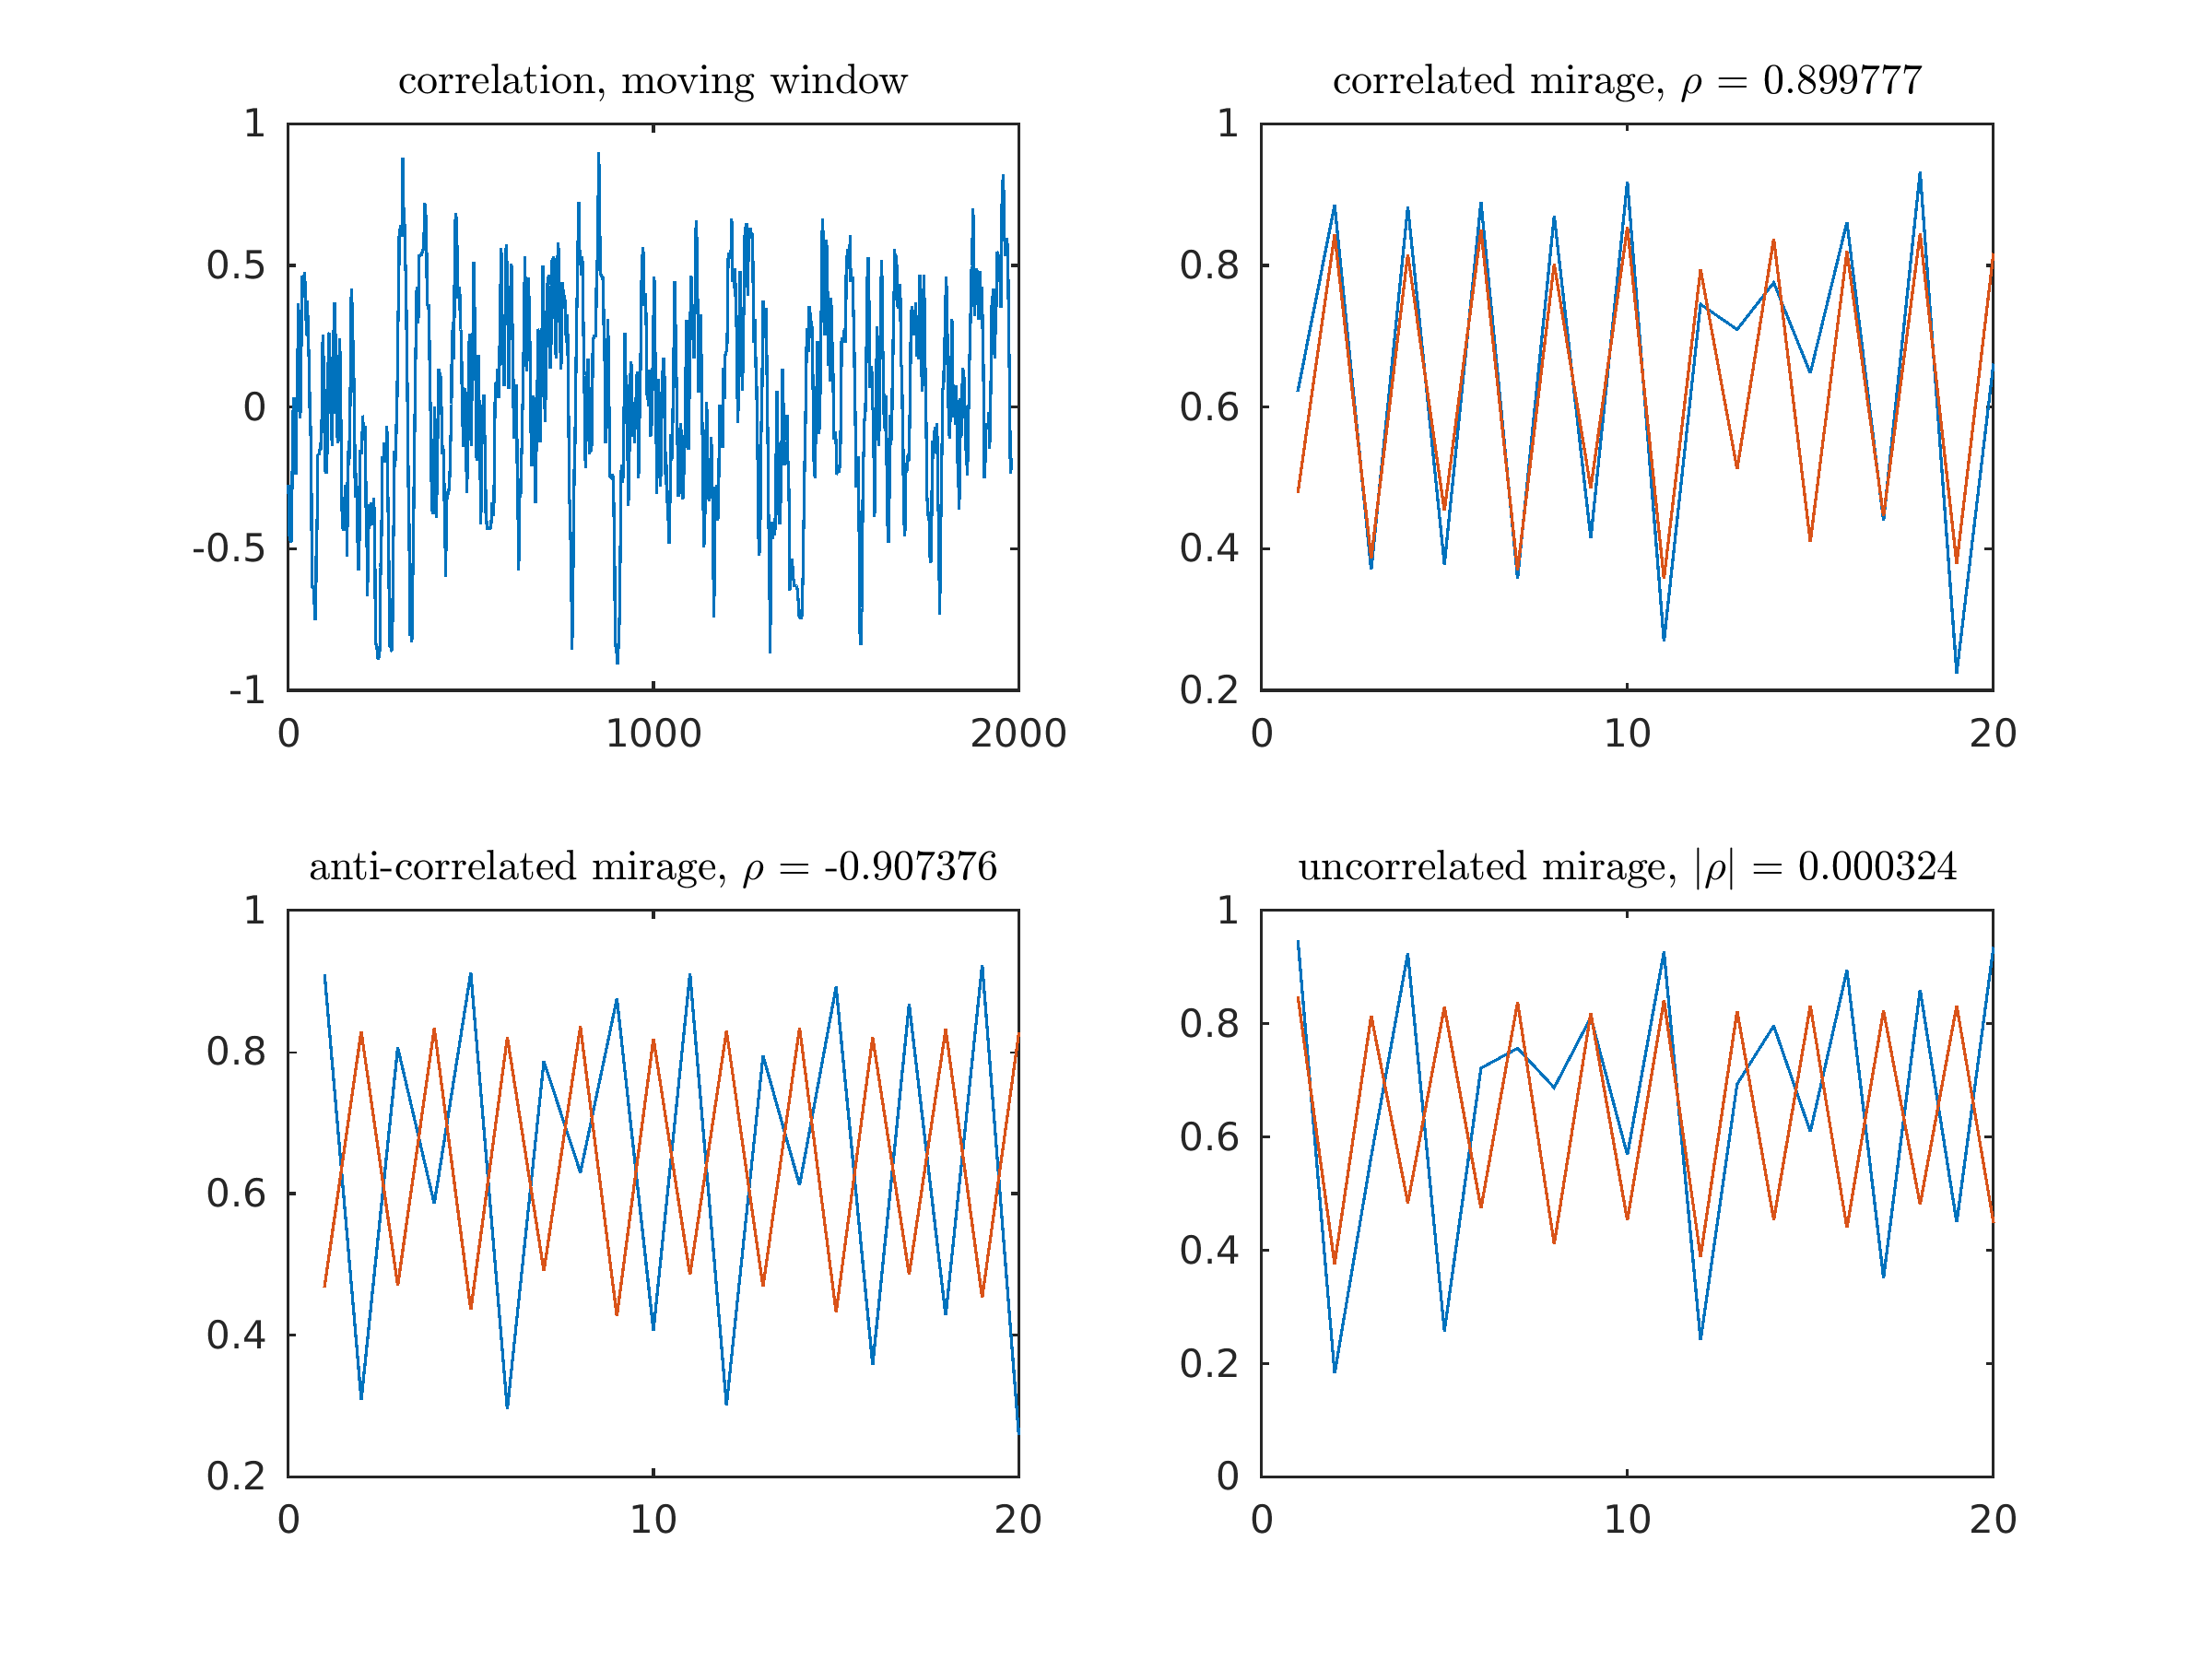 correlation, moving window
1
0.5
0
-0.5
-1
0 1000 2000
correlated mirage, ρ = 0.899777
1
0.8
0.6
0.4
0.2
0 10 20
anti-correlated mirage, ρ = -0.907376
1
0.8
0.6
0.4
0.2
0 10 20
uncorrelated mirage, |ρ| = 0.000324
1
0.8
0.6
0.4
0.2
0
0 10 20